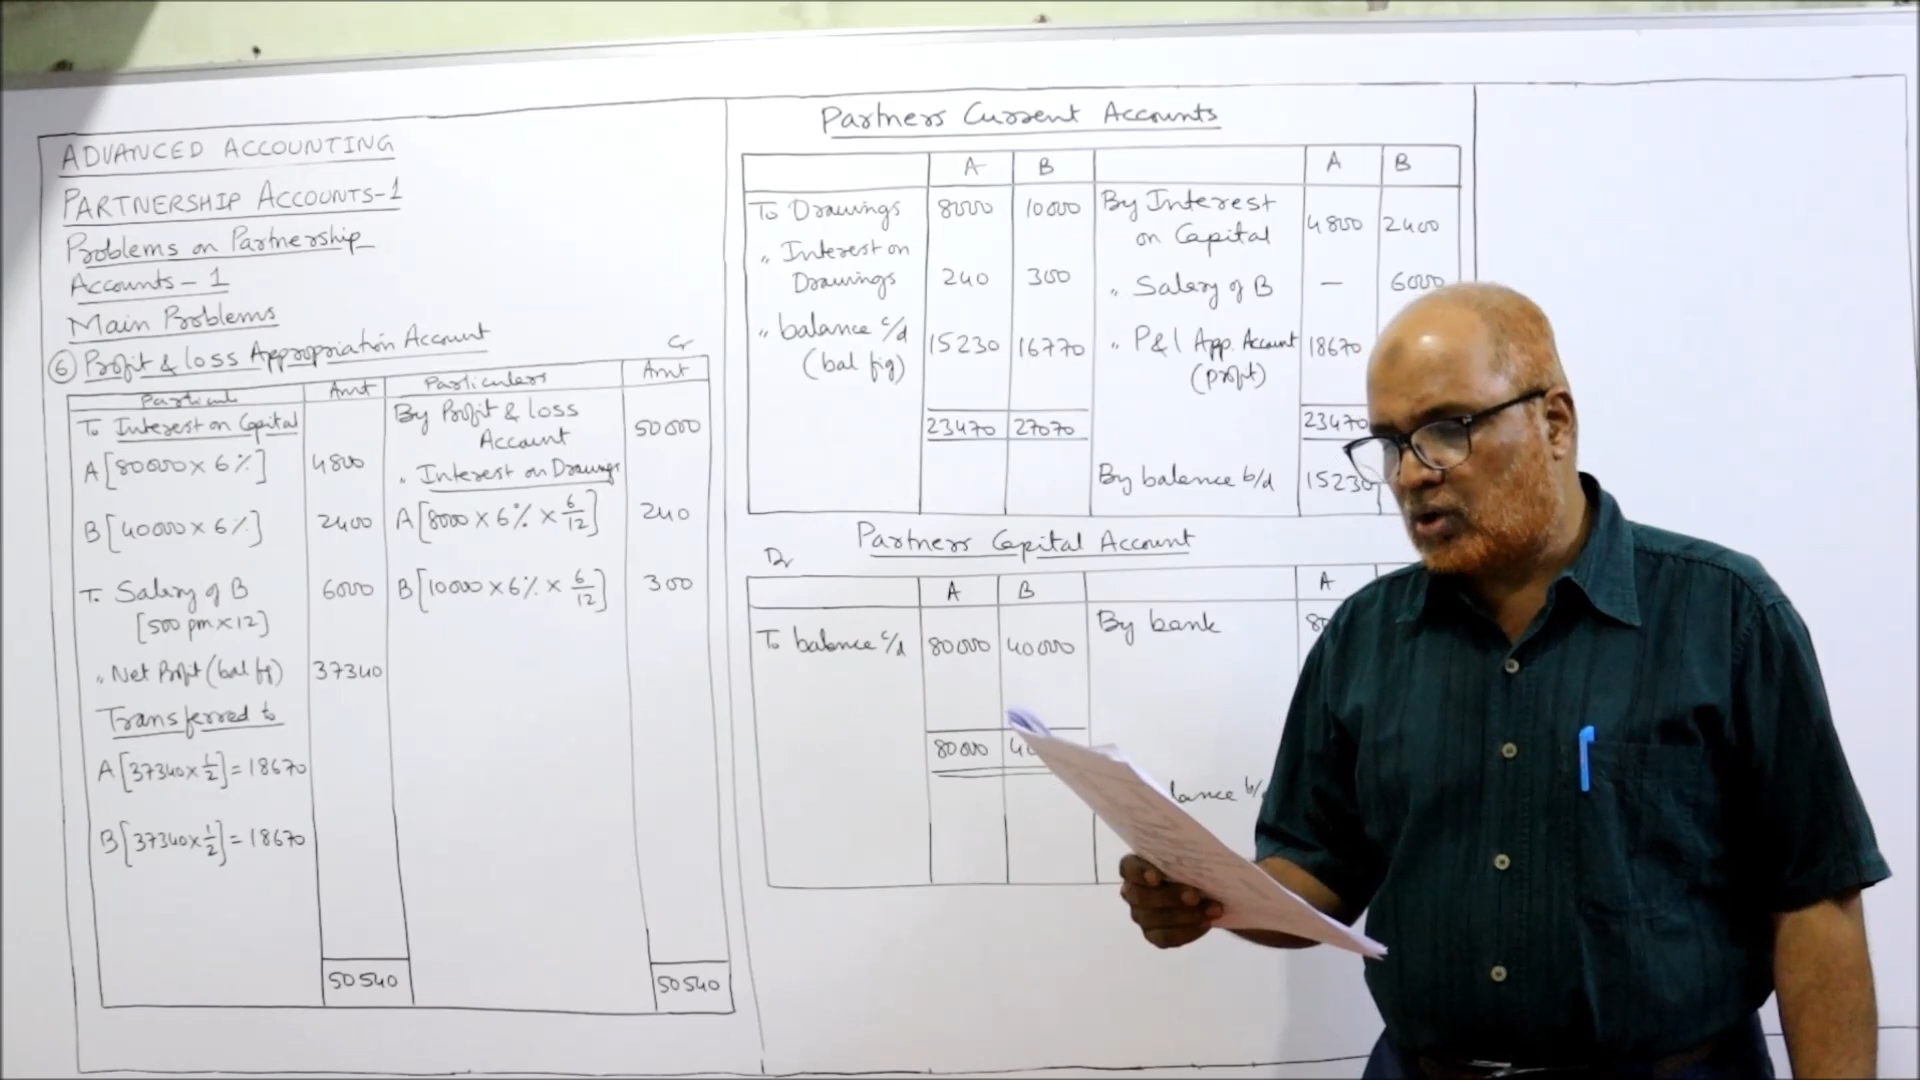 ADVANCED ACCOUNTING
PARTNERSHIP ACCOUNTS-1
Problems on Partnership
Accounts - 1
Main Problems
6 Profit & loss Appropriation Account
Cr
Particul Amt Particulars Amt
To Interest on Capital By Profit & loss
Account 50000
A [80000 x 6%] 4800 " Interest on Drawings
B [40000 x 6%] 2400 A [8000 x 6% x 6/12] 240
To Salary of B 6000 B [10000 x 6% x 6/12] 300
[500 pm x 12]
" Net Profit (bal fig) 37340
Transferred to
A [37340 x 1/2] = 18670
B [37340 x 1/2] = 18670
50540 50540
Partners Current Accounts
A B A B
To Drawings 8000 10000 By Interest
on Capital 4800 2400
" Interest on
Drawings 240 300 " Salary of B — 6000
" balance c/d 15230 16770 " P&l App. Account 18670
(bal fig) (profit)
23470 27070 23470
By balance b/d 15230
Partners Capital Account
Dr
A B A
To balance c/d 80000 40000 By bank 80
80000 40
lance b/d